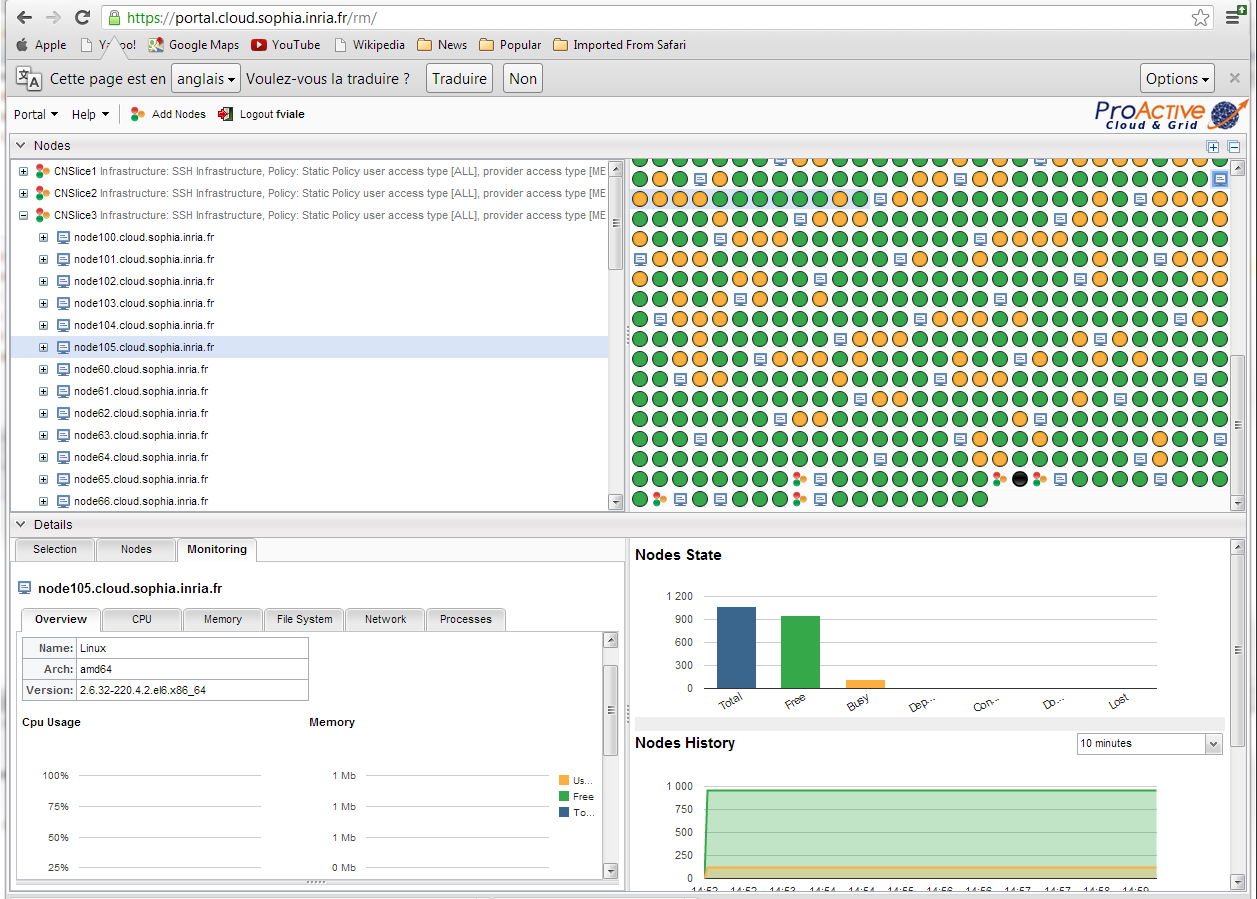 https://portal.cloud.sophia.inria.fr/rm/
Apple Yahoo! Google Maps YouTube Wikipedia News Popular Imported From Safari
Cette page est en anglais Voulez-vous la traduire ? Traduire Non Options
Portal Help Add Nodes Logout fviale
ProActive
Cloud & Grid
Nodes
CNSlice1 Infrastructure: SSH Infrastructure, Policy: Static Policy user access type [ALL], provider access type [ME
CNSlice2 Infrastructure: SSH Infrastructure, Policy: Static Policy user access type [ALL], provider access type [ME
CNSlice3 Infrastructure: SSH Infrastructure, Policy: Static Policy user access type [ALL], provider access type [ME
node100.cloud.sophia.inria.fr
node101.cloud.sophia.inria.fr
node102.cloud.sophia.inria.fr
node103.cloud.sophia.inria.fr
node104.cloud.sophia.inria.fr
node105.cloud.sophia.inria.fr
node60.cloud.sophia.inria.fr
node61.cloud.sophia.inria.fr
node62.cloud.sophia.inria.fr
node63.cloud.sophia.inria.fr
node64.cloud.sophia.inria.fr
node65.cloud.sophia.inria.fr
node66.cloud.sophia.inria.fr
Details
Selection Nodes Monitoring
node105.cloud.sophia.inria.fr
Overview CPU Memory File System Network Processes
Name: Linux
Arch: amd64
Version: 2.6.32-220.4.2.el6.x86_64
Cpu Usage Memory
100%
75%
50%
25%
1 Mb
1 Mb
1 Mb
0 Mb
Us...
Free
To...
Nodes State
1 200
900
600
300
0
Total Free Busy Dep... Con... Do... Lost
Nodes History 10 minutes
1 000
750
500
250
0
14:52 14:52 14:53 14:54 14:54 14:55 14:56 14:56 14:57 14:57 14:58 14:59